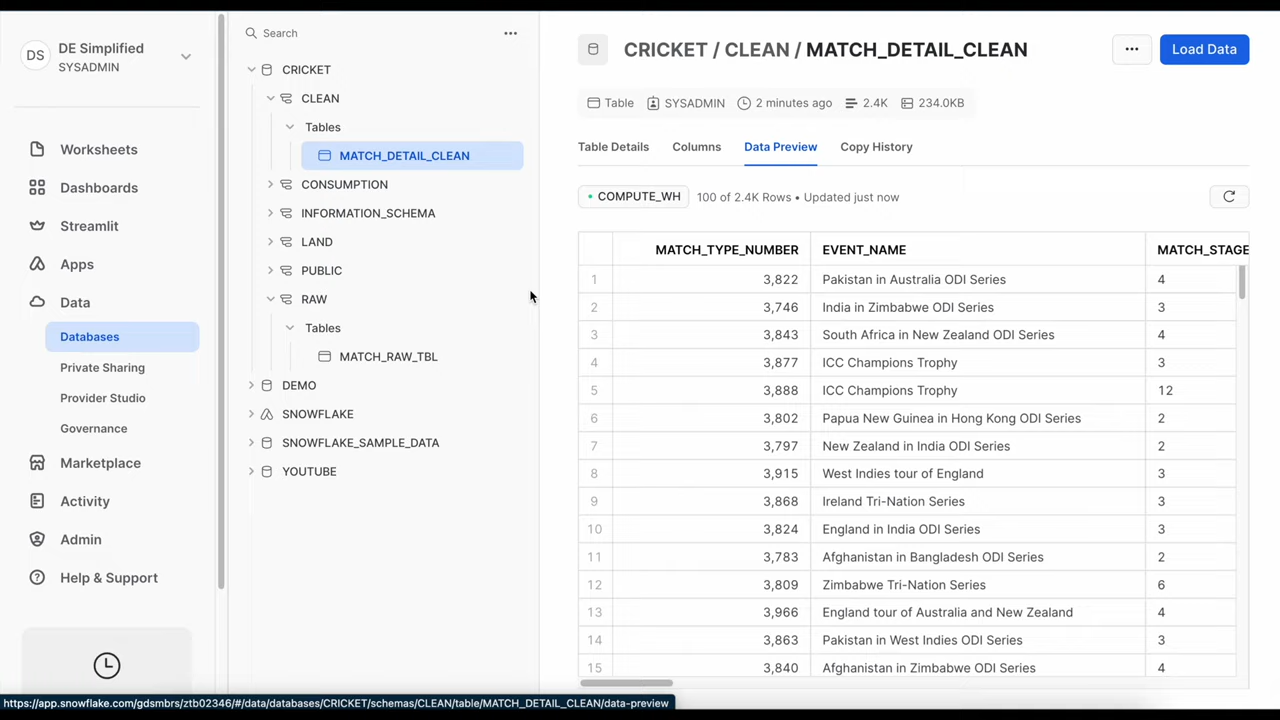 DS
DE Simplified
SYSADMIN
Worksheets
Dashboards
Streamlit
Apps
Data
Databases
Private Sharing
Provider Studio
Governance
Marketplace
Activity
Admin
Help & Support
Search
CRICKET
CLEAN
Tables
MATCH_DETAIL_CLEAN
CONSUMPTION
INFORMATION_SCHEMA
LAND
PUBLIC
RAW
Tables
MATCH_RAW_TBL
DEMO
SNOWFLAKE
SNOWFLAKE_SAMPLE_DATA
YOUTUBE
CRICKET / CLEAN / MATCH_DETAIL_CLEAN
... Load Data
Table SYSADMIN 2 minutes ago 2.4K 234.0KB
Table Details Columns Data Preview Copy History
COMPUTE_WH 100 of 2.4K Rows • Updated just now
MATCH_TYPE_NUMBER EVENT_NAME MATCH_STAGE
1 3,822 Pakistan in Australia ODI Series 4
2 3,746 India in Zimbabwe ODI Series 3
3 3,843 South Africa in New Zealand ODI Series 4
4 3,877 ICC Champions Trophy 3
5 3,888 ICC Champions Trophy 12
6 3,802 Papua New Guinea in Hong Kong ODI Series 2
7 3,797 New Zealand in India ODI Series 2
8 3,915 West Indies tour of England 3
9 3,868 Ireland Tri-Nation Series 3
10 3,824 England in India ODI Series 3
11 3,783 Afghanistan in Bangladesh ODI Series 2
12 3,809 Zimbabwe Tri-Nation Series 6
13 3,966 England tour of Australia and New Zealand 4
14 3,863 Pakistan in West Indies ODI Series 3
15 3,840 Afghanistan in Zimbabwe ODI Series 4
https://app.snowflake.com/gdsmbrs/ztb02346/#/data/databases/CRICKET/schemas/CLEAN/table/MATCH_DETAIL_CLEAN/data-preview